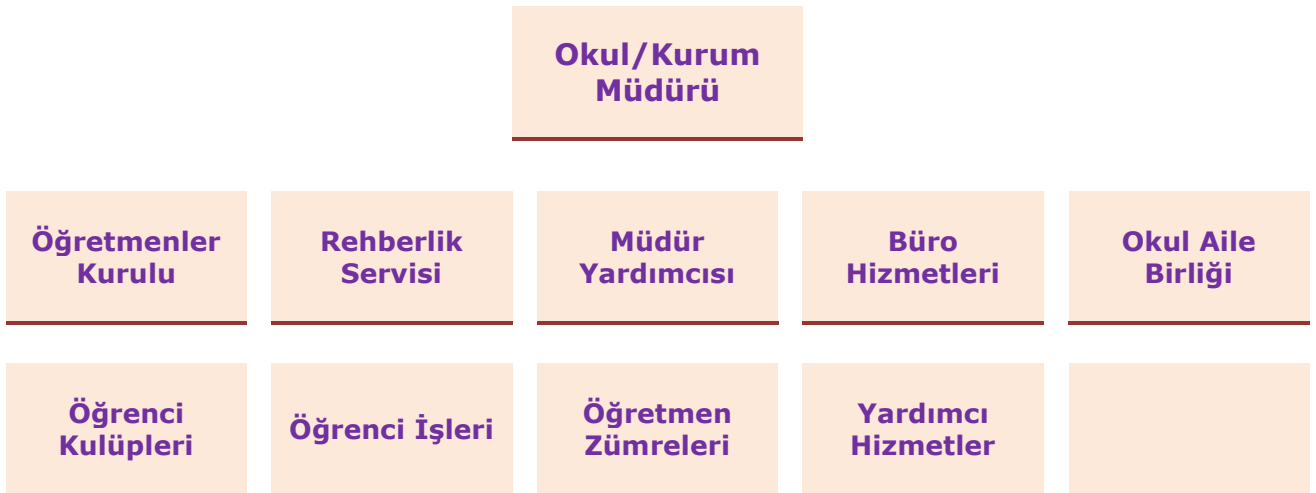 Okul/Kurum
Müdürü
Öğretmenler
Kurulu
Rehberlik
Servisi
Müdür
Yardımcısı
Büro
Hizmetleri
Okul Aile
Birliği
Öğrenci
Kulüpleri
Öğrenci İşleri
Öğretmen
Zümreleri
Yardımcı
Hizmetler